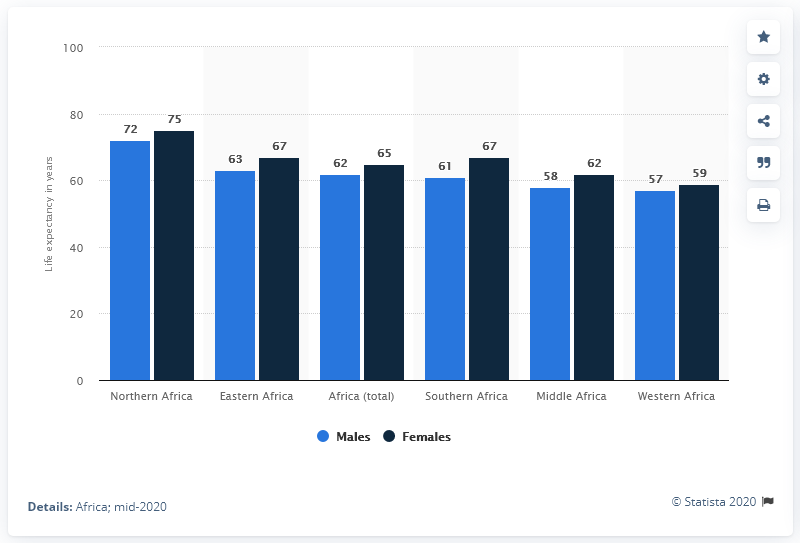 100
80
60
40
20
0
Life expectancy in years
72 75
63 67
62 65
61 67
58 62
57 59
Northern Africa Eastern Africa Africa (total) Southern Africa Middle Africa Western Africa
Males Females
Details: Africa; mid-2020
© Statista 2020